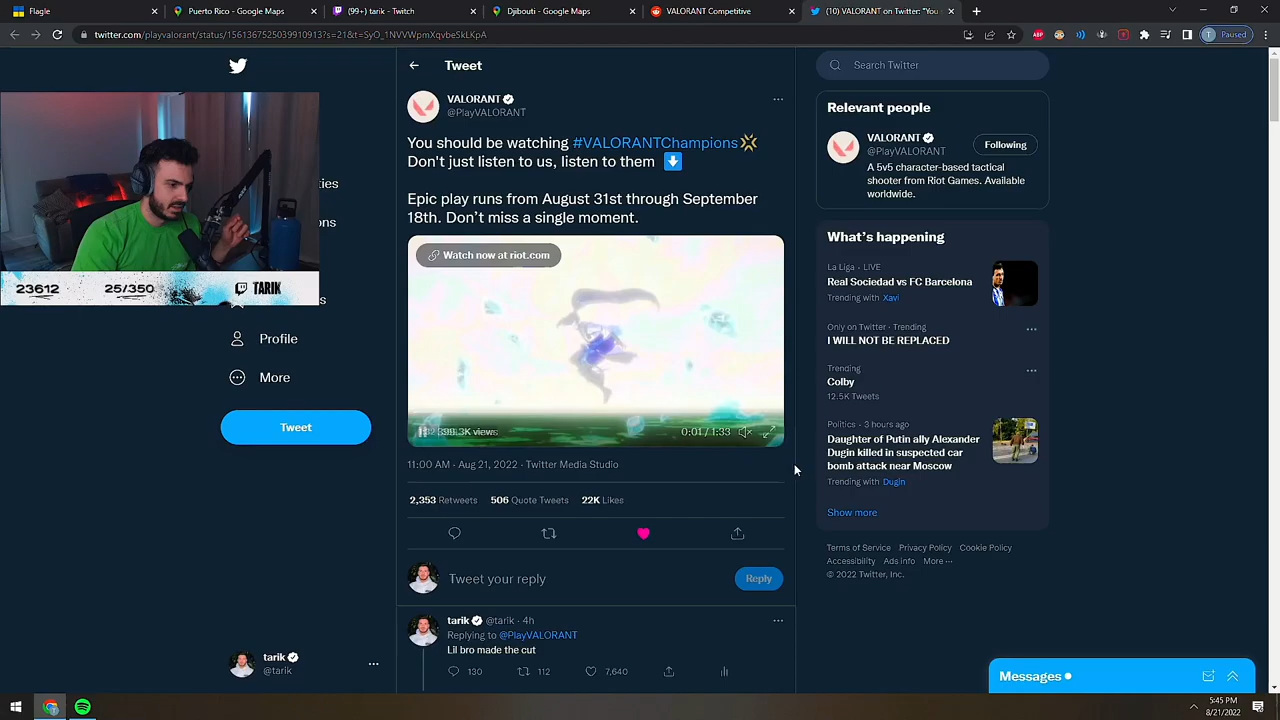 Flagle
Puerto Rico - Google Maps
(99+) tarik - Twitch
Djibouti - Google Maps
VALORANT Competitive
(10) VALORANT on Twitter: "You
twitter.com/playvalorant/status/1561367525039910913?s=21&t=SyO_1NVVWpmXqvbeSkLKpA
ABP
T Paused
Tweet
Search Twitter
VALORANT
@PlayVALORANT
You should be watching #VALORANTChampions
Don't just listen to us, listen to them
Epic play runs from August 31st through September
18th. Don't miss a single moment.
Watch now at riot.com
0:01 / 1:33
11:00 AM · Aug 21, 2022 · Twitter Media Studio
2,353 Retweets 506 Quote Tweets 22K Likes
Tweet your reply
Reply
tarik @tarik · 4h
Replying to @PlayVALORANT
Lil bro made the cut
130 112 7,640
23612 25/350 TARIK
Profile
More
Tweet
tarik
@tarik
Relevant people
VALORANT
@PlayVALORANT
Following
A 5v5 character-based tactical
shooter from Riot Games. Available
worldwide.
What's happening
La Liga · LIVE
Real Sociedad vs FC Barcelona
Trending with Xavi
Only on Twitter · Trending
I WILL NOT BE REPLACED
Trending
Colby
12.5K Tweets
Politics · 3 hours ago
Daughter of Putin ally Alexander
Dugin killed in suspected car
bomb attack near Moscow
Trending with Dugin
Show more
Terms of Service Privacy Policy Cookie Policy
Accessibility Ads info More ···
© 2022 Twitter, Inc.
Messages
5:45 PM
8/21/2022